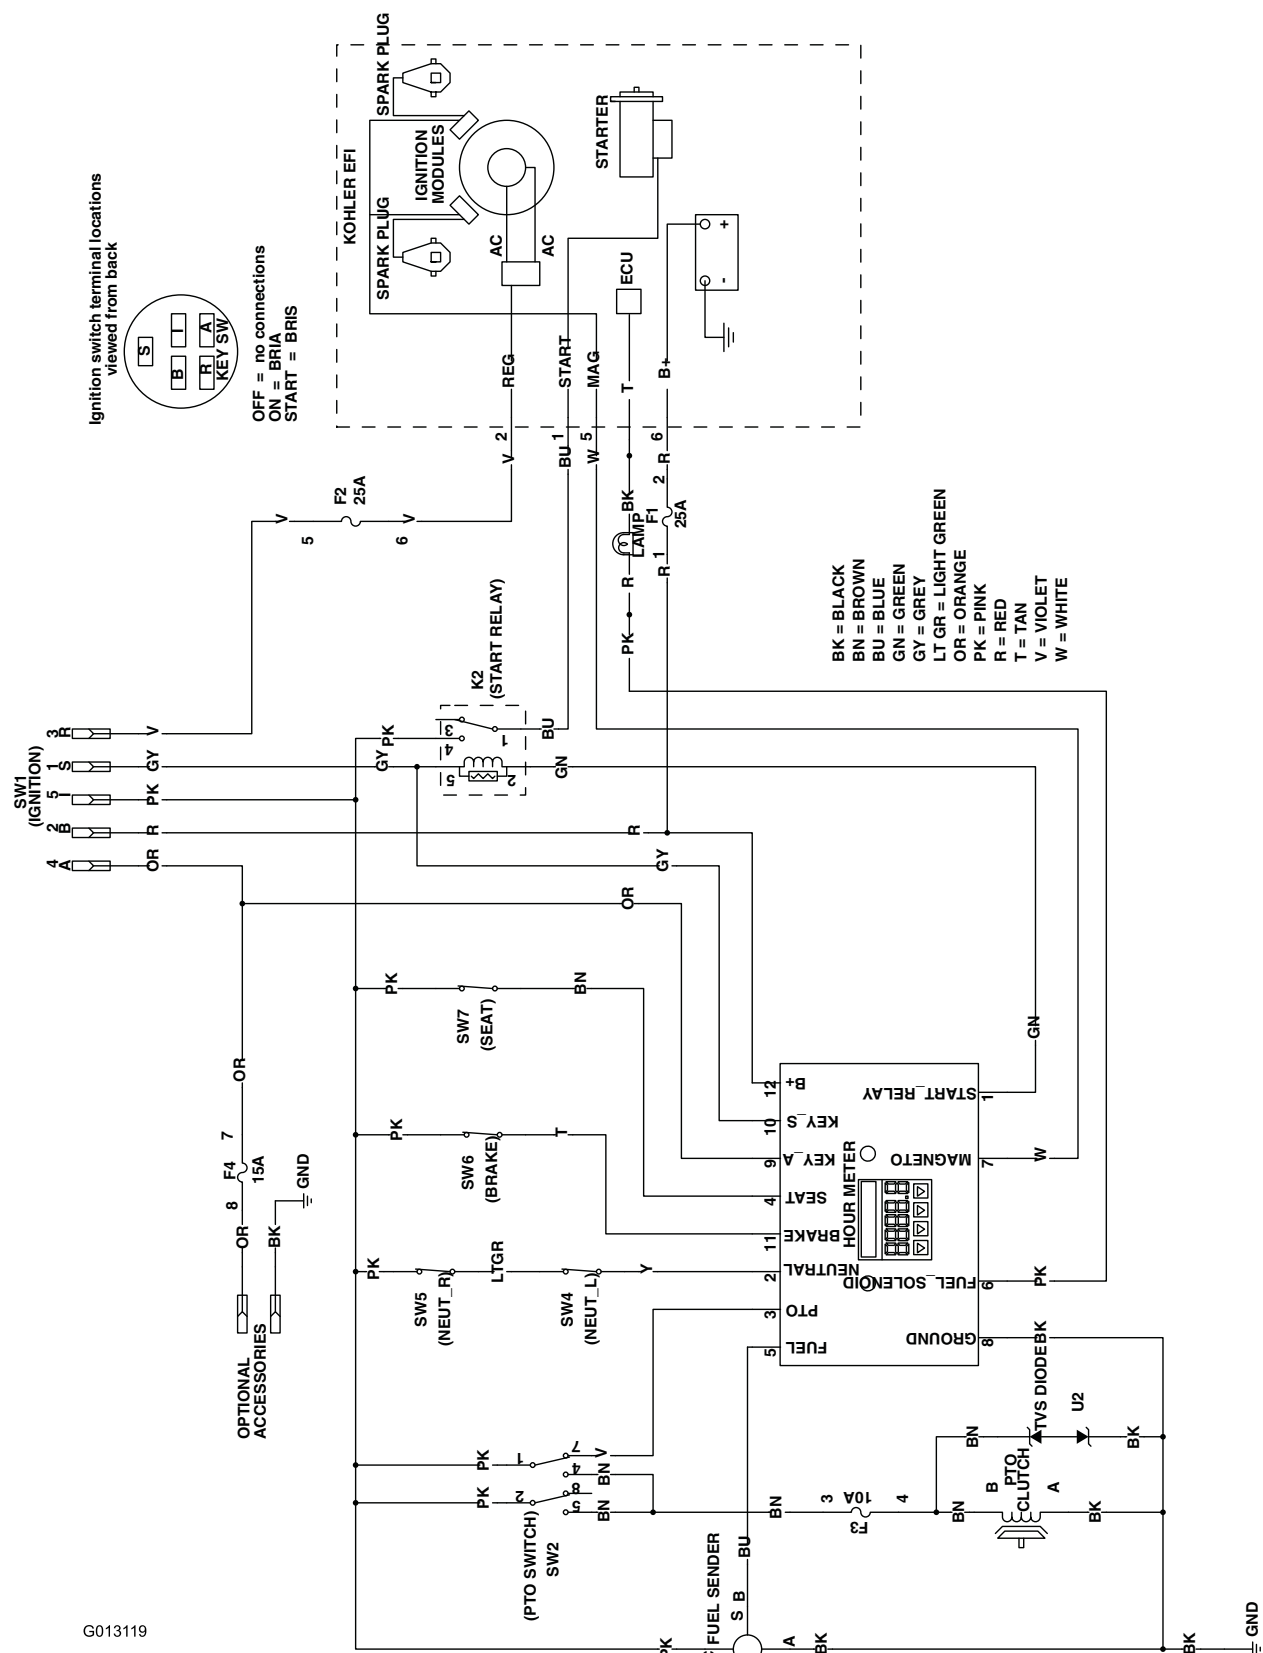 Ignition switch terminal locations
viewed from back
S
B
I
R
A
KEY SW
OFF = no connections
ON = BRIA
START = BRIS
KOHLER EFI
SPARK PLUG
SPARK PLUG
IGNITION
MODULES
AC
AC
STARTER
ECU
+
-
REG
START
MAG
T
B+
2
1
5
6
V
BU
W
R
2
F2
25A
V
5
V
6
BK
LAMP
F1
25A
R
R
1
PK
BK = BLACK
BN = BROWN
BU = BLUE
GN = GREEN
GY = GREY
LT GR = LIGHT GREEN
OR = ORANGE
PK = PINK
R = RED
T = TAN
V = VIOLET
W = WHITE
SW1
(IGNITION)
3
R
V
1
S
GY
5
I
PK
2
B
R
4
A
OR
K2
(START RELAY)
PK
GY
3
4
1
5
2
BU
GN
R
GY
OR
PK
SW7
(SEAT)
BN
PK
SW6
(BRAKE)
T
PK
SW5
(NEUT_R)
LTGR
SW4
(NEUT_L)
Y
OR
7
F4
15A
8
OR
BK
GND
OPTIONAL
ACCESSORIES
12
B+
10
KEY_S
9
KEY_A
4
SEAT
11
BRAKE
2
NEUTRAL
3
PTO
5
FUEL
HOUR METER
START_RELAY
1
MAGNETO
7
FUEL_SOLENOID
6
GROUND
8
GN
W
PK
BK
PK
1
7
V
4
BN
PK
2
8
5
BN
(PTO SWITCH)
SW2
BN
3
10A
F3
4
BN
TVS DIODE
U2
BK
BN
B
PTO
CLUTCH
A
BK
FUEL SENDER
BU
S
B
A
PK
BK
BK
GND
G013119